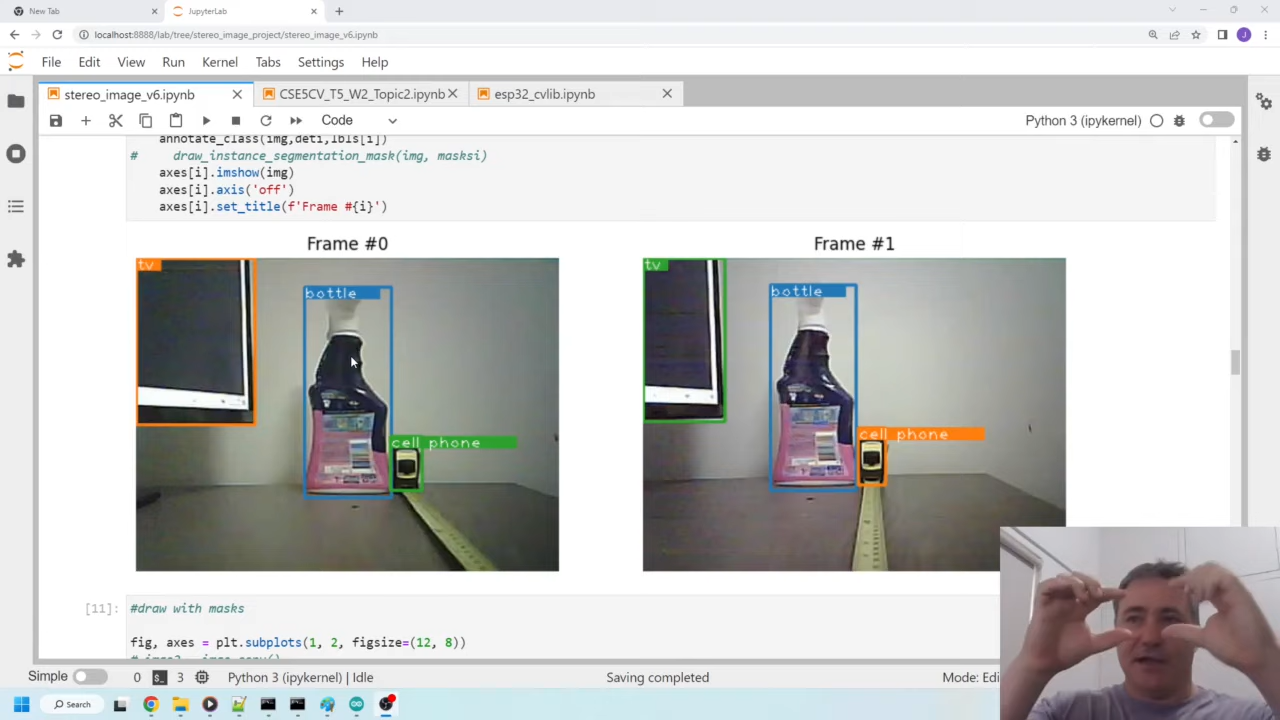 New Tab
JupyterLab
localhost:8888/lab/tree/stereo_image_project/stereo_image_v6.ipynb
J
File Edit View Run Kernel Tabs Settings Help
stereo_image_v6.ipynb
CSE5CV_T5_W2_Topic2.ipynb
esp32_cvlib.ipynb
Code
Python 3 (ipykernel)
annotate_class(img,deti,lbls[i])
# draw_instance_segmentation_mask(img, masksi)
axes[i].imshow(img)
axes[i].axis('off')
axes[i].set_title(f'Frame #{i}')
Frame #0
Frame #1
tv
bottle
cell phone
tv
bottle
cell phone
[11]:
#draw with masks
fig, axes = plt.subplots(1, 2, figsize=(12, 8))
Simple
0
3
Python 3 (ipykernel) | Idle
Saving completed
Mode: Edi
Search